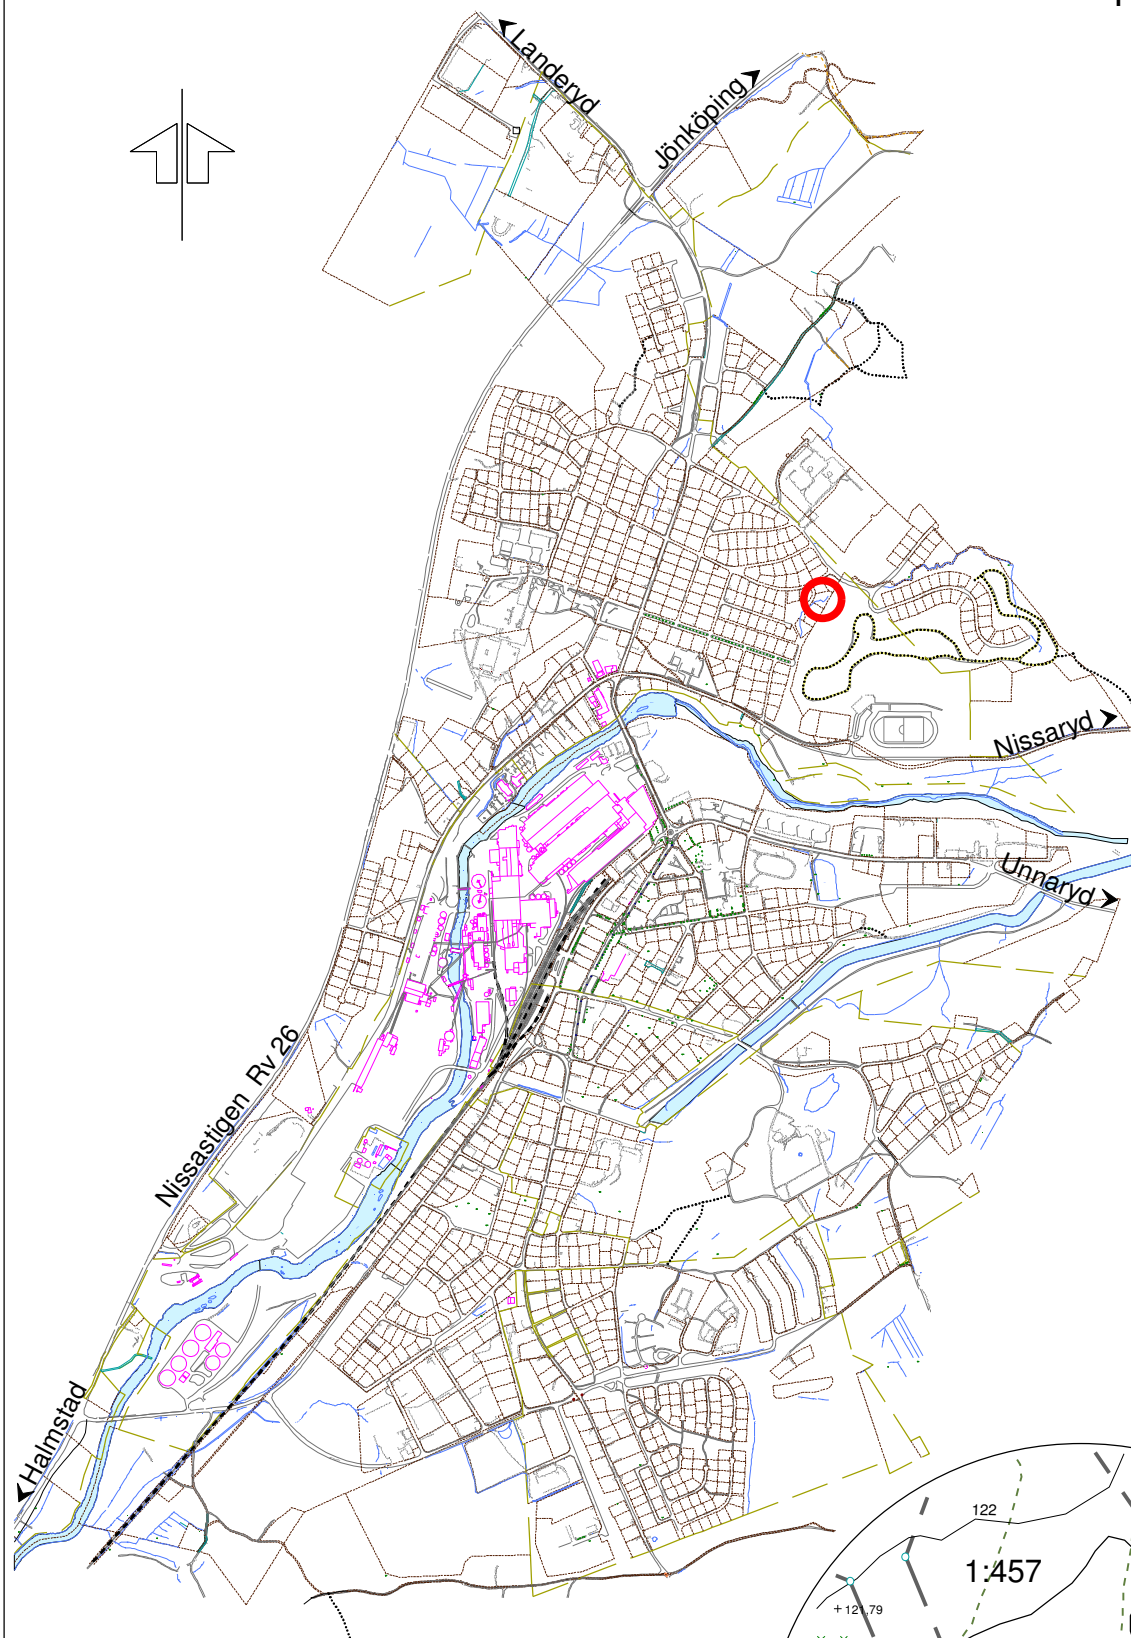 Landeryd
Jönköping
Nissaryd
Unnaryd
Nissastigen Rv 26
Halmstad
122
1:457
+121,79